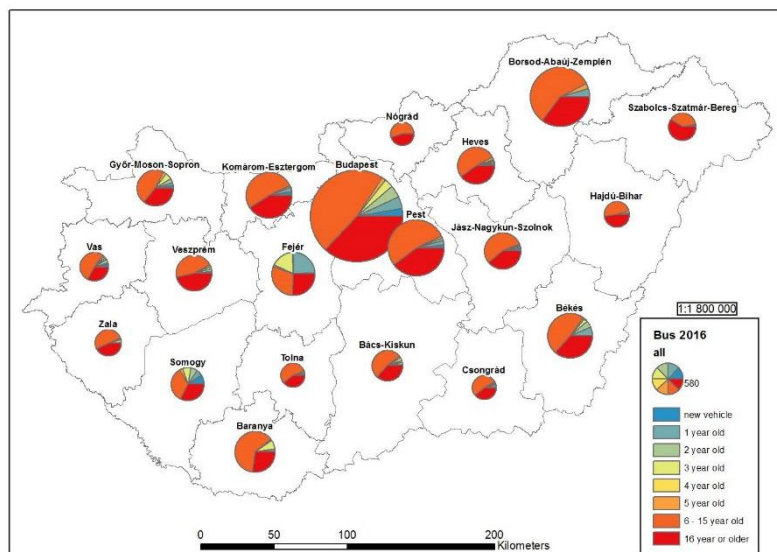 Borsod-Abaúj-Zemplén
Szabolcs-Szatmár-Bereg
Nógrád
Heves
Győr-Moson-Sopron
Komárom-Esztergom
Budapest
Hajdú-Bihar
Pest
Jász-Nagykun-Szolnok
Vas
Veszprém
Fejér
Békés
1:1 800 000
Zala
Somogy
Tolna
Bács-Kiskun
Csongrád
Baranya
Bus 2016
all
580
new vehicle
1 year old
2 year old
3 year old
4 year old
5 year old
6 - 15 year old
16 year or older
0 50 100 200
Kilometers